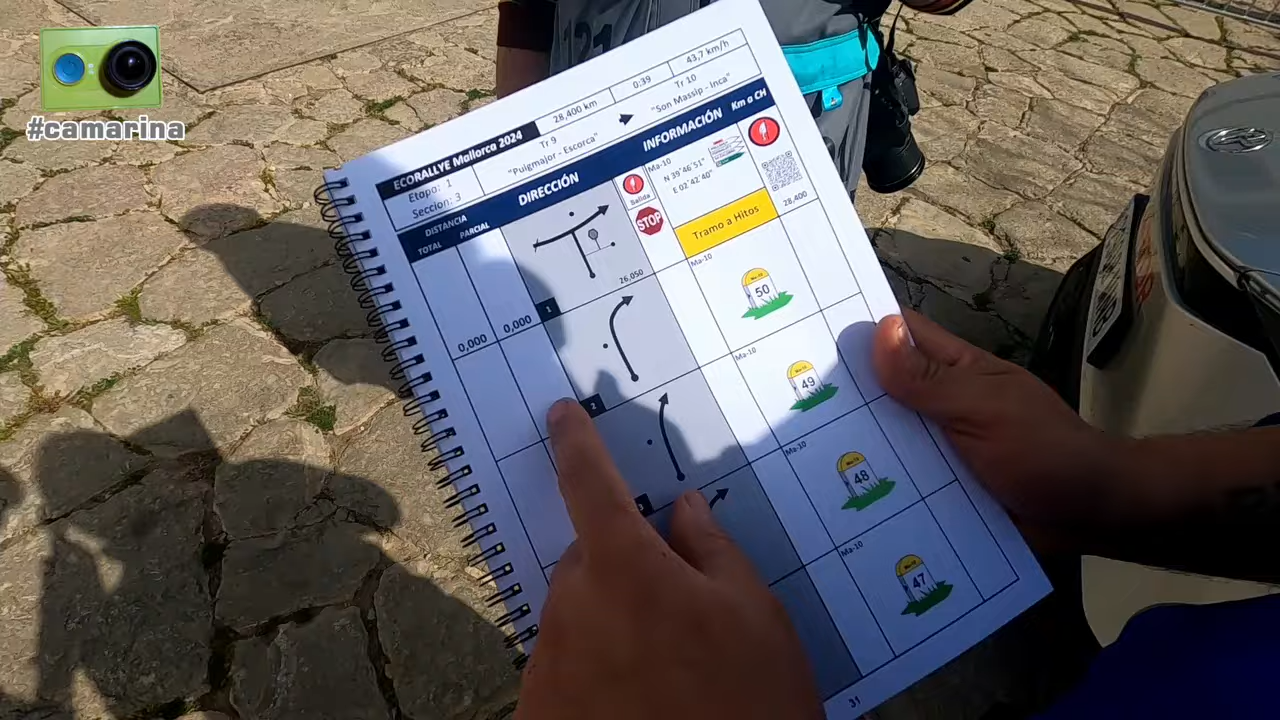 #camarina
121
ECORALLYE Mallorca 2024
28,400 km
0:39
43,7 km/h
Etapa: 1
Seccion: 3
Tr 9
"Puigmajor - Escorca"
Tr 10
"Son Massip - Inca"
DISTANCIA
TOTAL
PARCIAL
DIRECCIÓN
INFORMACIÓN
Km a CH
0,000
0,000
1
26,050
Salida
STOP
Ma-10
N 39°46'51"
E 02°42'40"
Tramo a Hitos
28,400
2
Ma-10
50
3
Ma-10
49
Ma-10
48
Ma-10
47
31